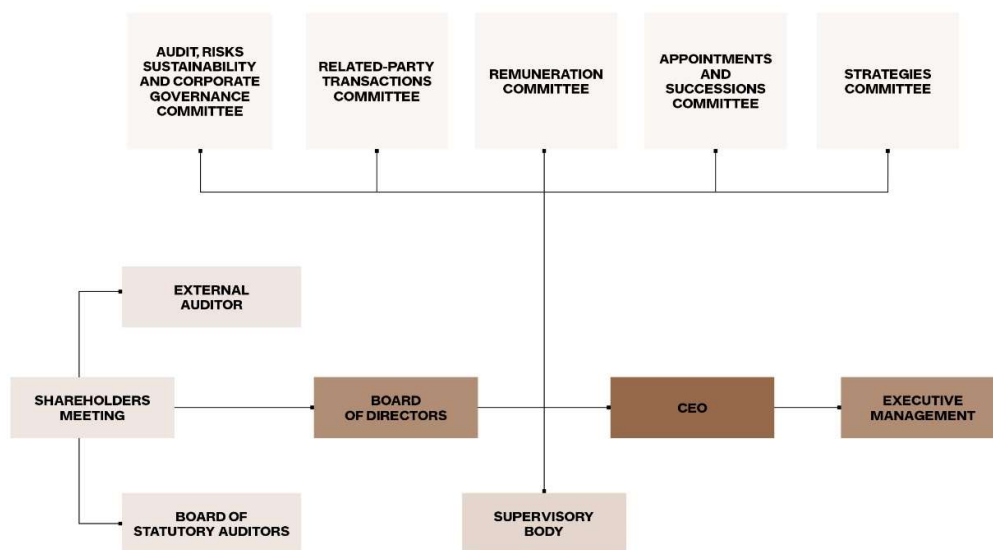 AUDIT, RISKS
SUSTAINABILITY
AND CORPORATE
GOVERNANCE
COMMITTEE
RELATED-PARTY
TRANSACTIONS
COMMITTEE
REMUNERATION
COMMITTEE
APPOINTMENTS
AND
SUCCESSIONS
COMMITTEE
STRATEGIES
COMMITTEE
EXTERNAL
AUDITOR
SHAREHOLDERS
MEETING
BOARD
OF DIRECTORS
CEO
EXECUTIVE
MANAGEMENT
BOARD OF
STATUTORY AUDITORS
SUPERVISORY
BODY